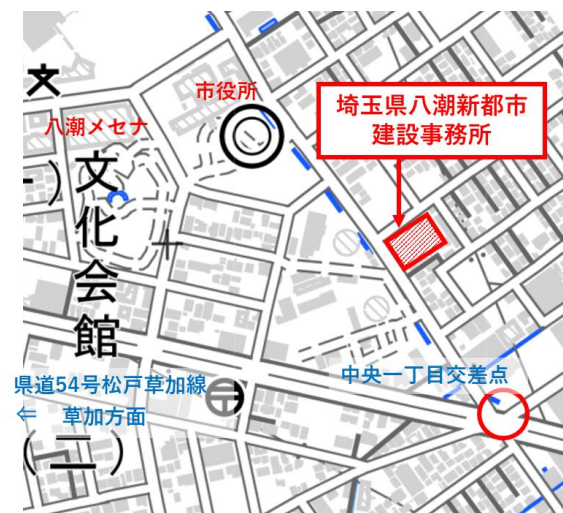 文
市役所
埼玉県八潮新都市
建設事務所
八潮メセナ
文化会館
県道54号松戸草加線
⇐ 草加方面
中央一丁目交差点
(二)